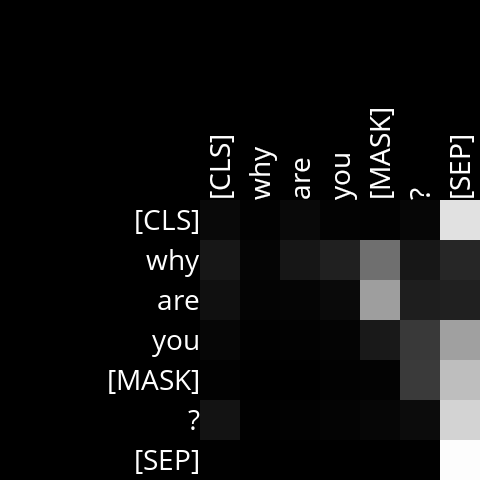 [CLS] why are you [MASK] ? [SEP]
[CLS]
why
are
you
[MASK]
?
[SEP]